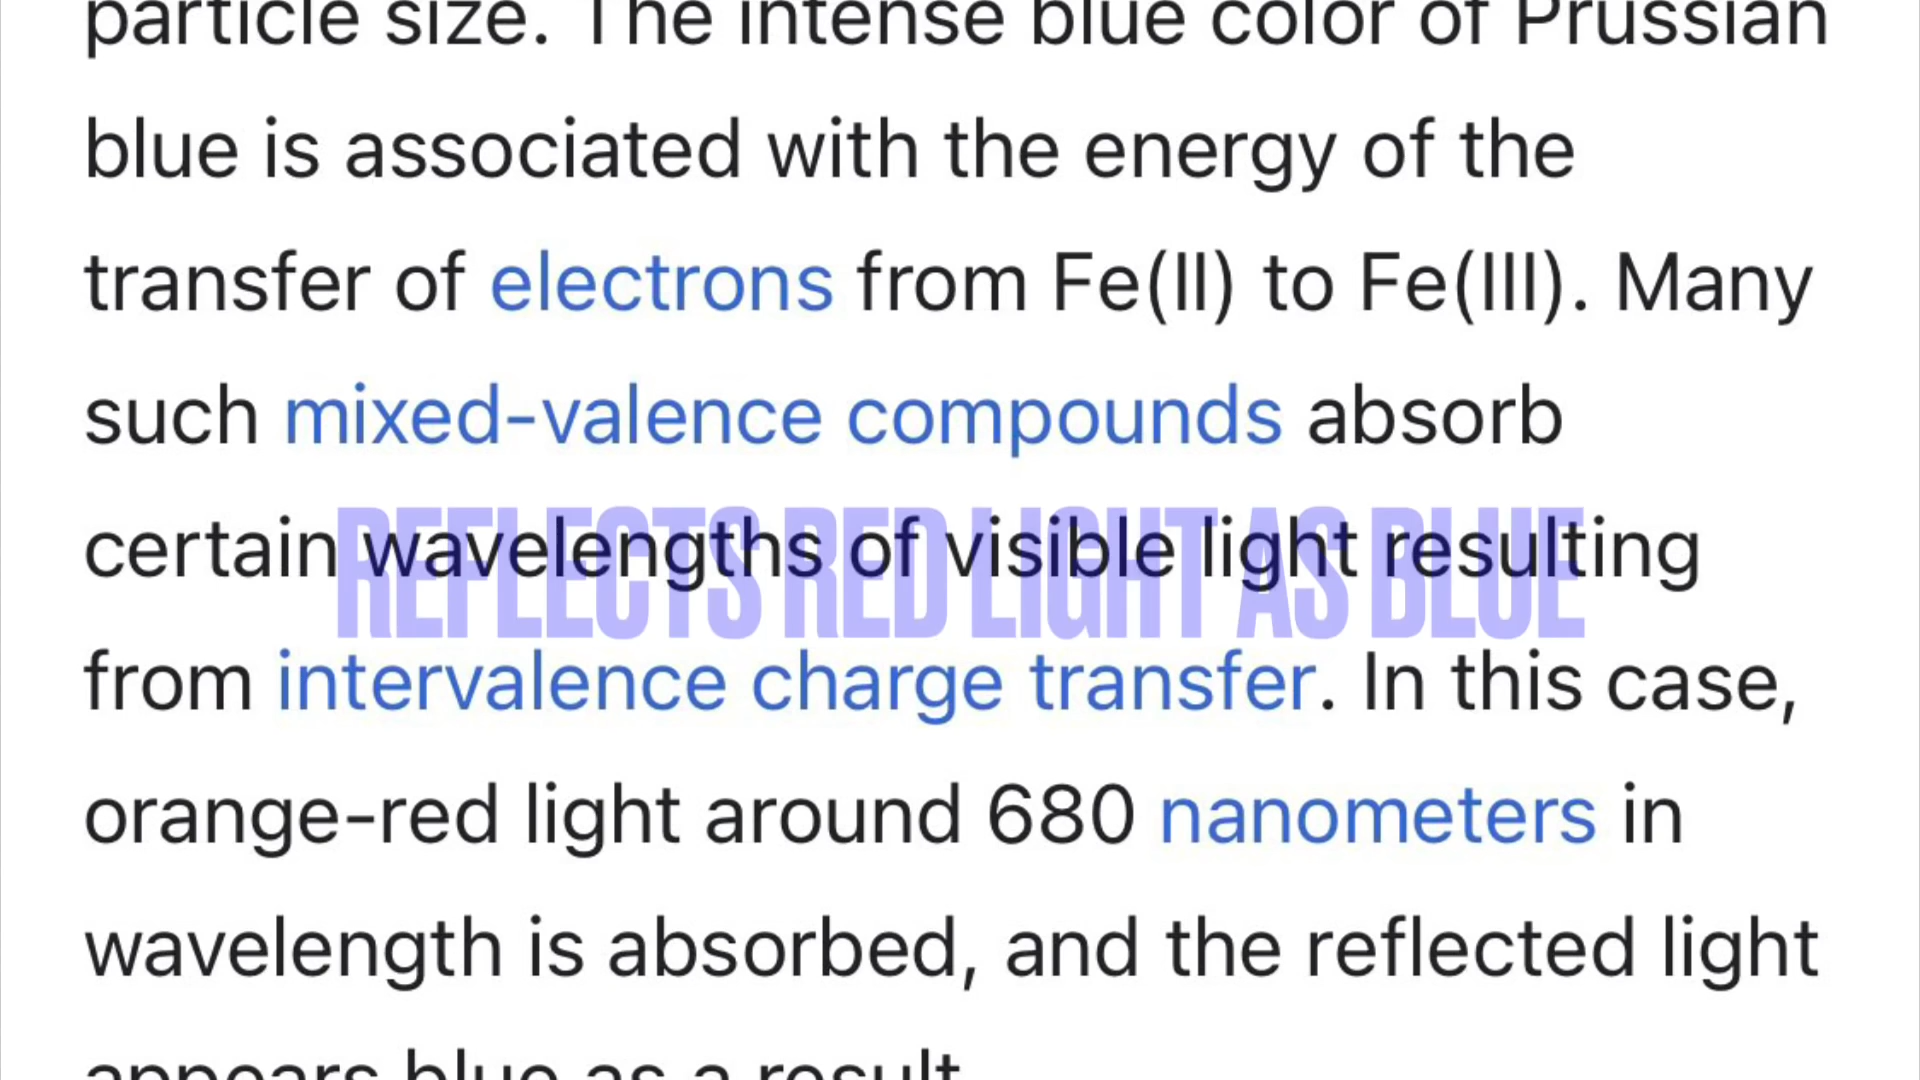 particle size. The intense blue color of Prussian
blue is associated with the energy of the
transfer of electrons from Fe(II) to Fe(III). Many
such mixed-valence compounds absorb
certain wavelengths of visible light resulting
REFLECTS RED LIGHT AS BLUE
from intervalence charge transfer. In this case,
orange-red light around 680 nanometers in
wavelength is absorbed, and the reflected light
appears blue as a result.